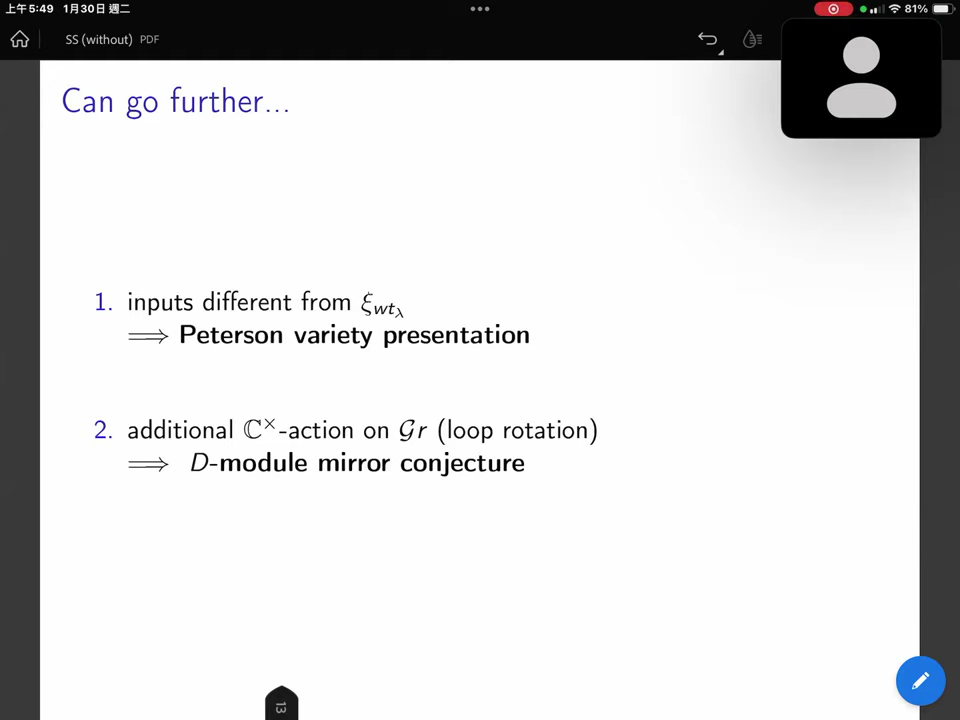 上午5:49 1月30日 週二
81%
SS (without) PDF
Can go further...
1. inputs different from ξ_{wt_λ}
⟹ Peterson variety presentation
2. additional ℂ^×-action on 𝒢r (loop rotation)
⟹ D-module mirror conjecture
13